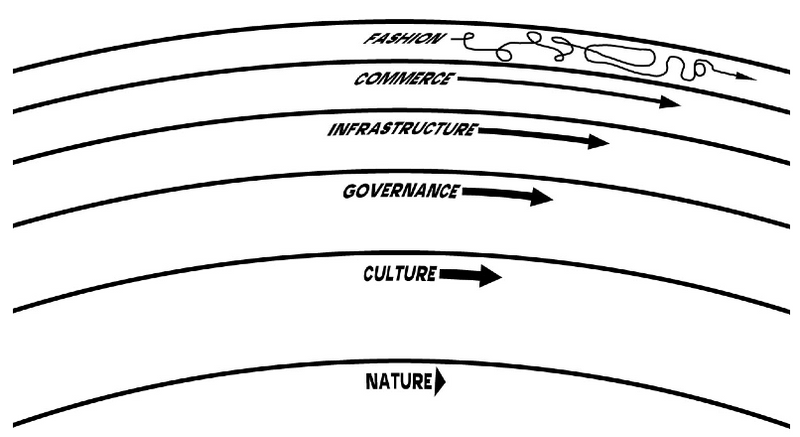 FASHION
COMMERCE
INFRASTRUCTURE
GOVERNANCE
CULTURE
NATURE